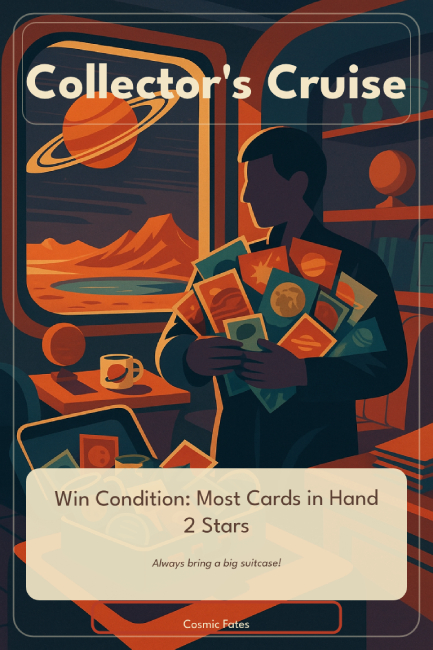 Collector's Cruise
Win Condition: Most Cards in Hand
2 Stars
Always bring a big suitcase!
Cosmic Fates